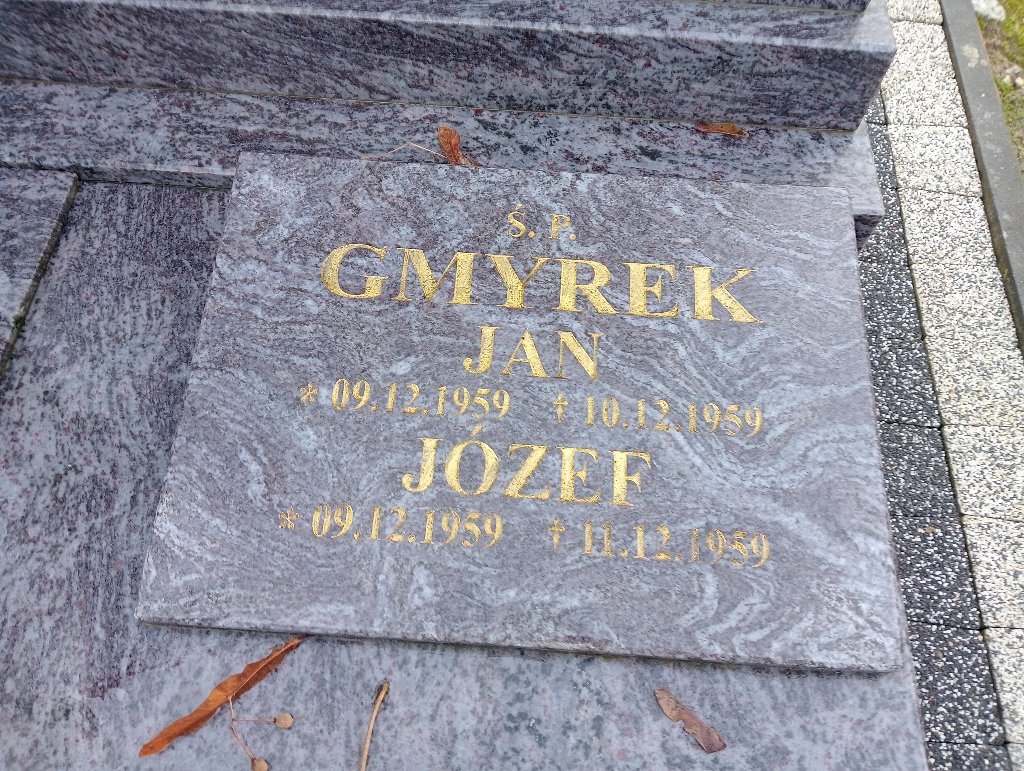 Ś. P.
GMYREK
JAN
* 09.12.1959 † 10.12.1959
JÓZEF
* 09.12.1959 † 11.12.1959